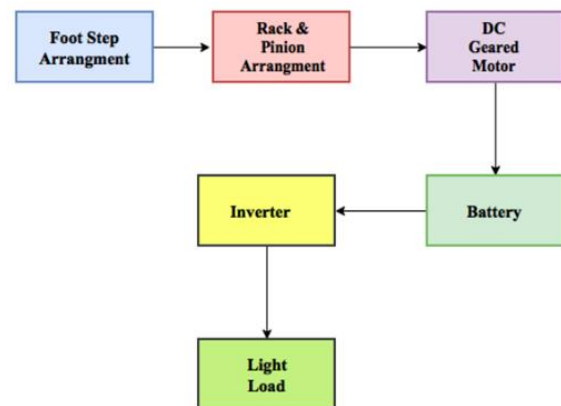 Foot Step
Arrangment
Rack &
Pinion
Arrangment
DC
Geared
Motor
Inverter
Battery
Light
Load